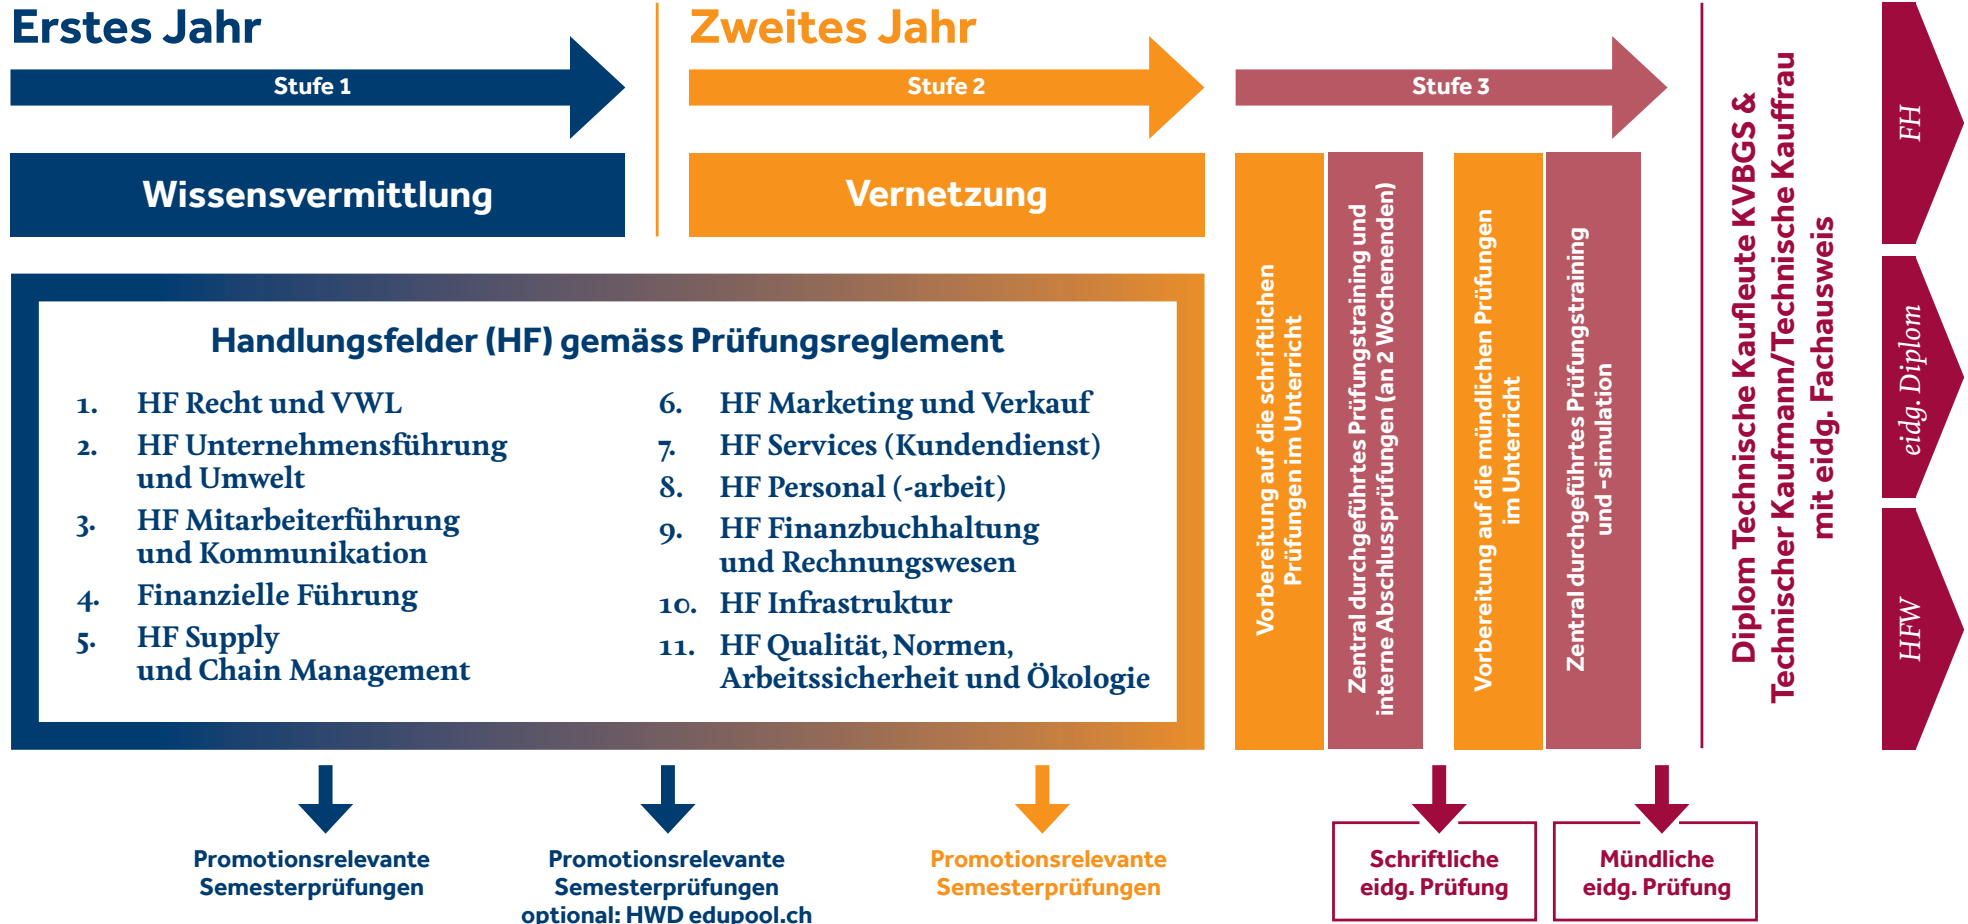 Erstes Jahr
Zweites Jahr
Stufe 1
Stufe 2
Stufe 3
Wissensvermittlung
Vernetzung
Handlungsfelder (HF) gemäss Prüfungsreglement
1. HF Recht und VWL
2. HF Unternehmensführung
und Umwelt
3. HF Mitarbeiterführung
und Kommunikation
4. Finanzielle Führung
5. HF Supply
und Chain Management
6. HF Marketing und Verkauf
7. HF Services (Kundendienst)
8. HF Personal (-arbeit)
9. HF Finanzbuchhaltung
und Rechnungswesen
10. HF Infrastruktur
11. HF Qualität, Normen,
Arbeitssicherheit und Ökologie
Vorbereitung auf die schriftlichen
Prüfungen im Unterricht
Zentral durchgeführtes Prüfungstraining und
interne Abschlussprüfungen (an 2 Wochenenden)
Vorbereitung auf die mündlichen Prüfungen
im Unterricht
Zentral durchgeführtes Prüfungstraining
und -simulation
Diplom Technische Kaufleute KVBGS &
Technischer Kaufmann/Technische Kauffrau
mit eidg. Fachausweis
FH
eidg. Diplom
HFW
Promotionsrelevante
Semesterprüfungen
Promotionsrelevante
Semesterprüfungen
optional: HWD edupool.ch
Promotionsrelevante
Semesterprüfungen
Schriftliche
eidg. Prüfung
Mündliche
eidg. Prüfung